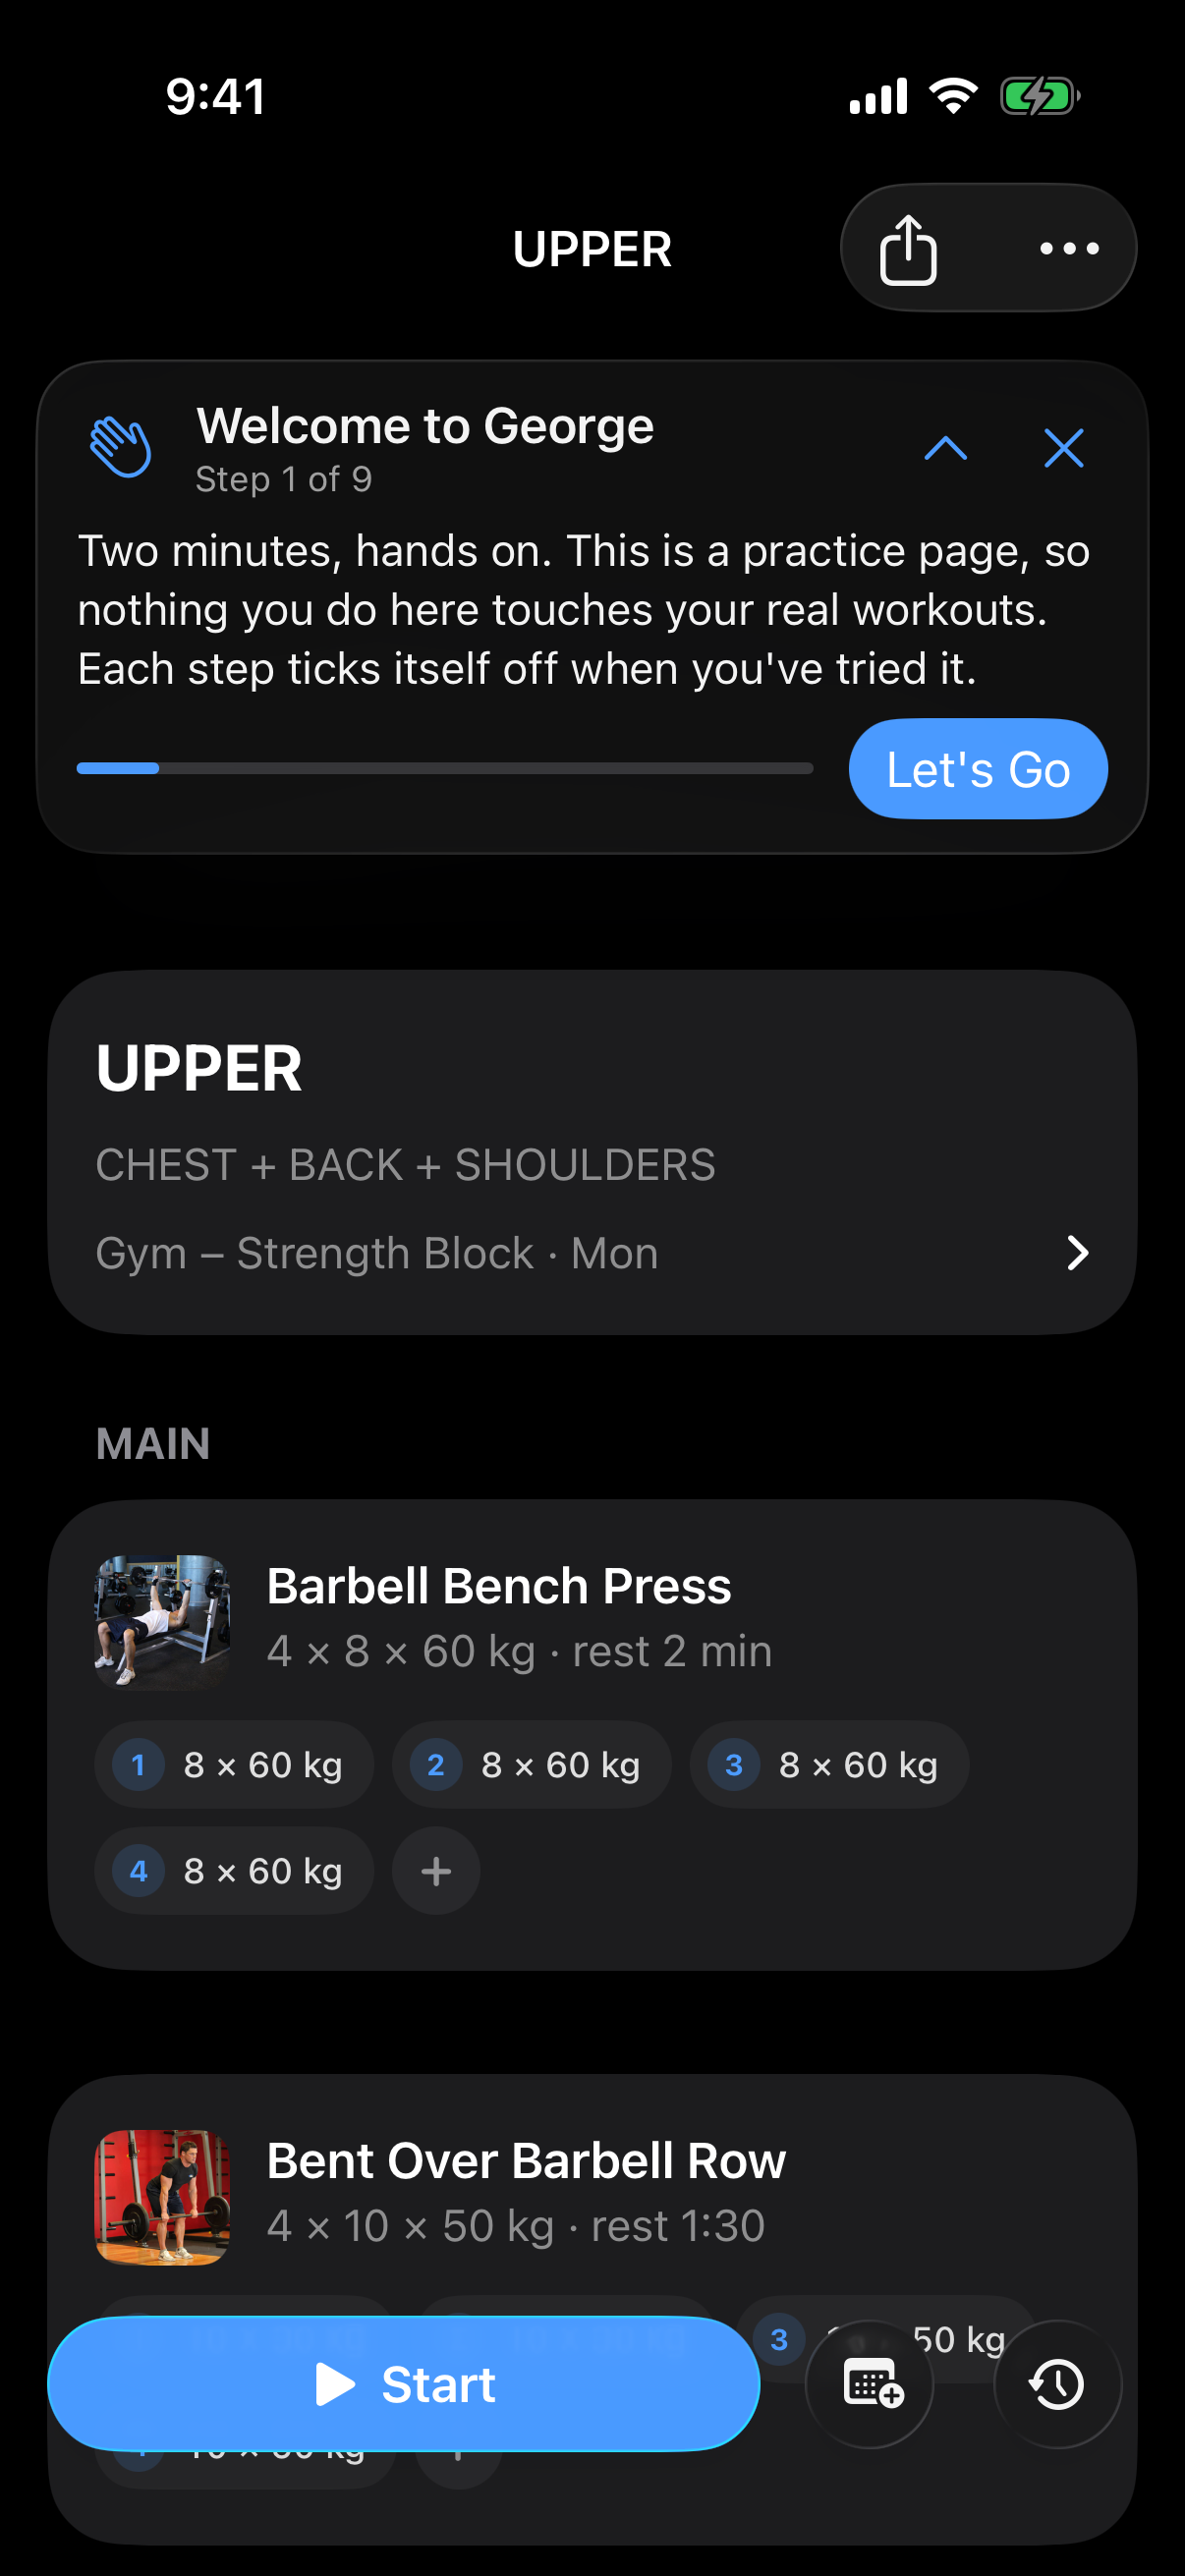 9:41
UPPER
Welcome to George
Step 1 of 9
Two minutes, hands on. This is a practice page, so
nothing you do here touches your real workouts.
Each step ticks itself off when you've tried it.
Let's Go
UPPER
CHEST + BACK + SHOULDERS
Gym – Strength Block · Mon
MAIN
Barbell Bench Press
4 × 8 × 60 kg · rest 2 min
1 8 × 60 kg 2 8 × 60 kg 3 8 × 60 kg
4 8 × 60 kg +
Bent Over Barbell Row
4 × 10 × 50 kg · rest 1:30
3 50 kg
Start